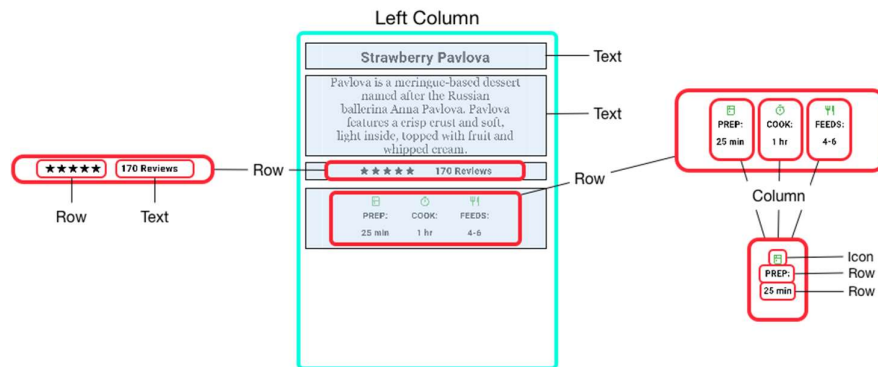 Left Column
Strawberry Pavlova
Text
Pavlova is a meringue-based dessert
named after the Russian
ballerina Anna Pavlova. Pavlova
features a crisp crust and soft,
light inside, topped with fruit and
whipped cream.
Text
★★★★★ 170 Reviews
Row
Text
Row
★★★★★ 170 Reviews
Row
PREP: COOK: FEEDS:
25 min 1 hr 4-6
PREP: COOK: FEEDS:
25 min 1 hr 4-6
Column
Icon
PREP:
Row
25 min
Row